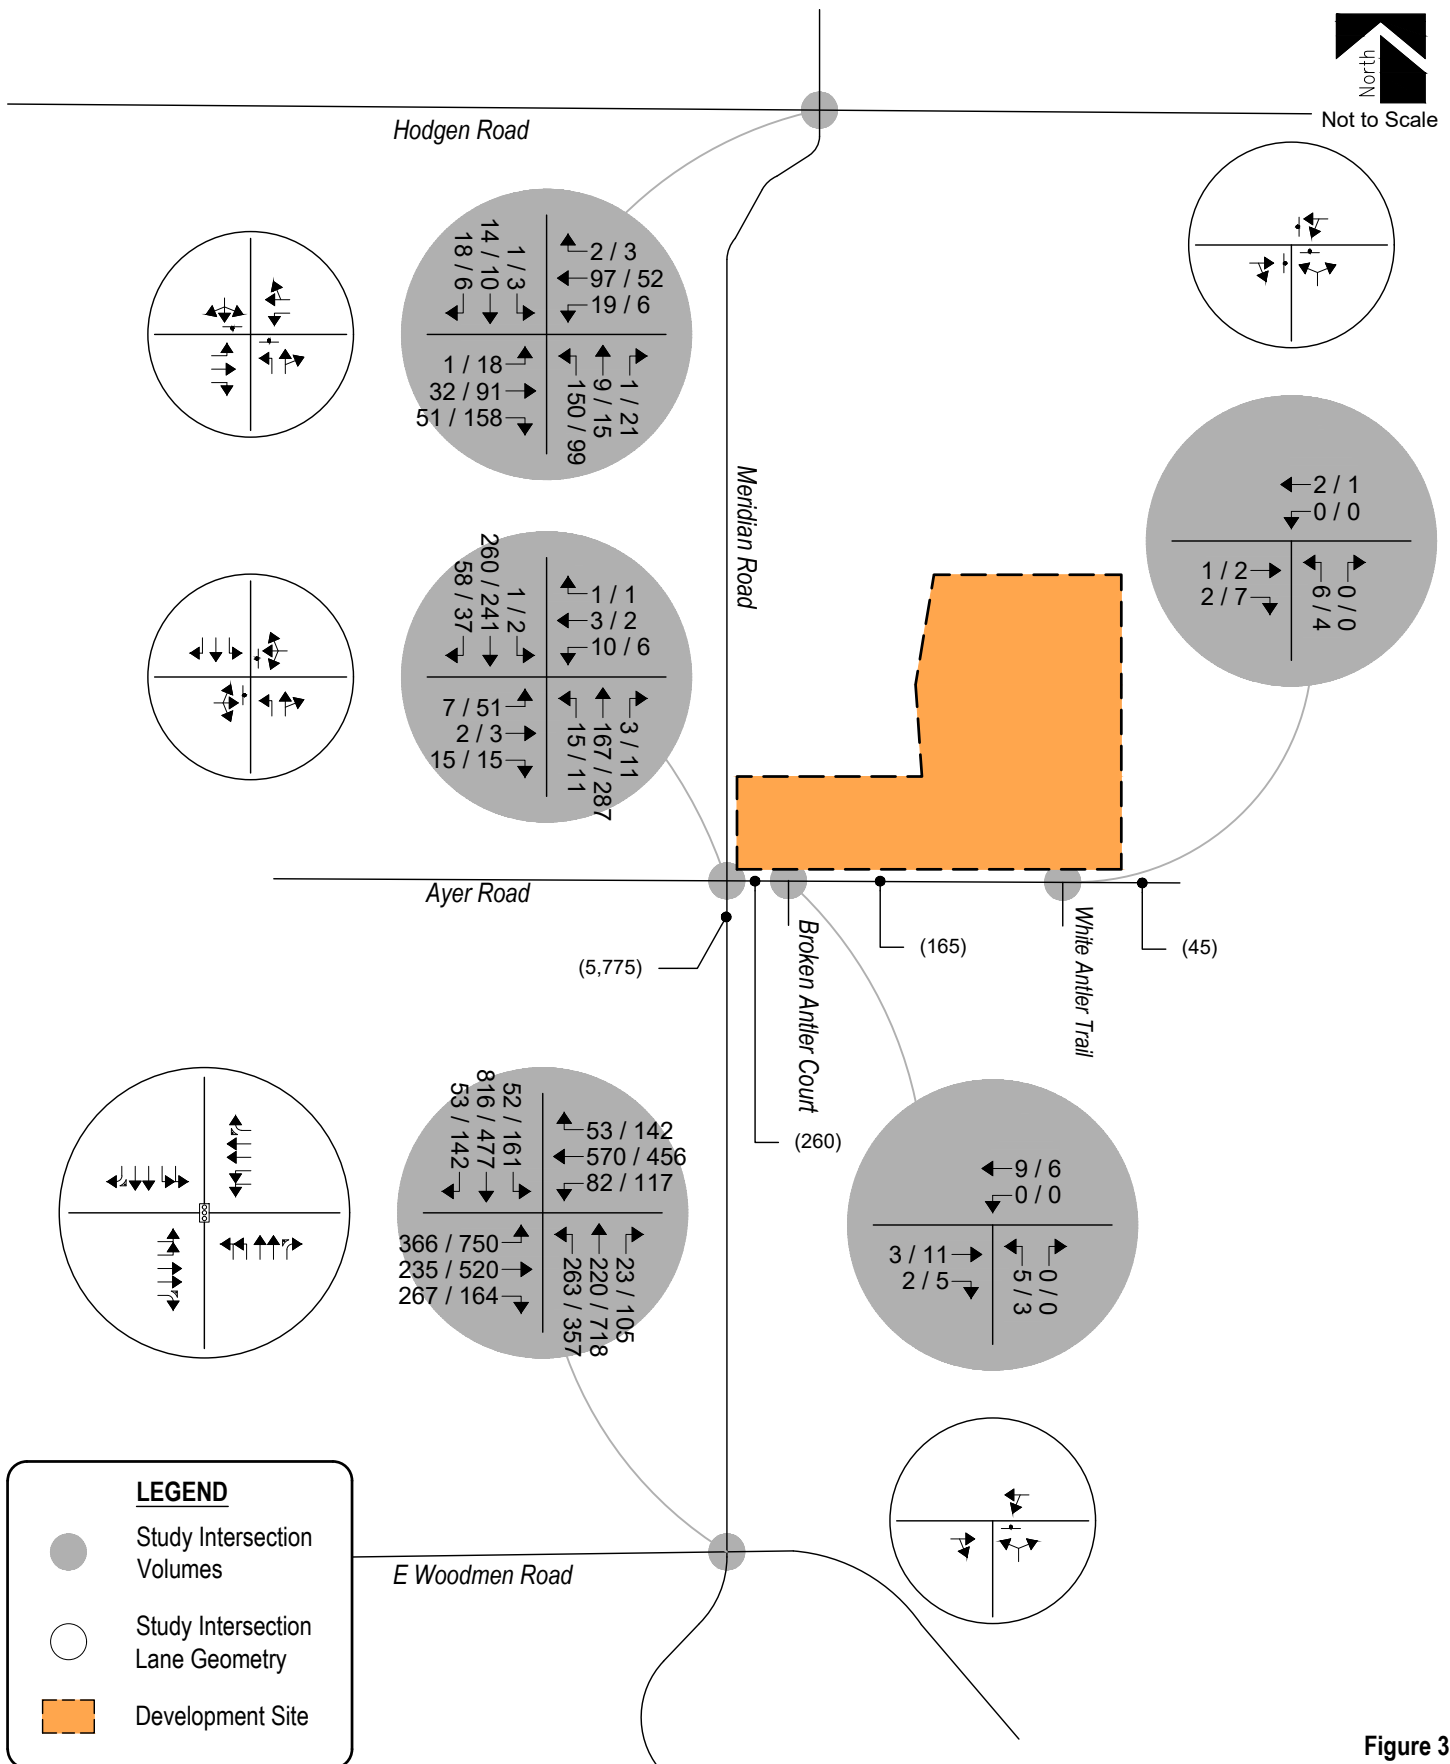 North
Not to Scale
Hodgen Road
14 / 10
18 / 6
1 / 3
2 / 3
97 / 52
19 / 6
1 / 18
32 / 91
51 / 158
150 / 99
9 / 15
1 / 21
Meridian Road
2 / 1
0 / 0
1 / 2
2 / 7
6 / 4
0 / 0
260 / 241
58 / 37
1 / 2
1 / 1
3 / 2
10 / 6
7 / 51
2 / 3
15 / 15
15 / 11
167 / 287
3 / 11
Ayer Road
Broken Antler Court
White Antler Trail
(5,775)
(165)
(45)
(260)
816 / 477
53 / 142
52 / 161
53 / 142
570 / 456
82 / 117
366 / 750
235 / 520
267 / 164
263 / 357
220 / 718
23 / 105
9 / 6
0 / 0
3 / 11
2 / 5
5 / 3
0 / 0
E Woodmen Road
LEGEND
Study Intersection
Volumes
Study Intersection
Lane Geometry
Development Site
Figure 3